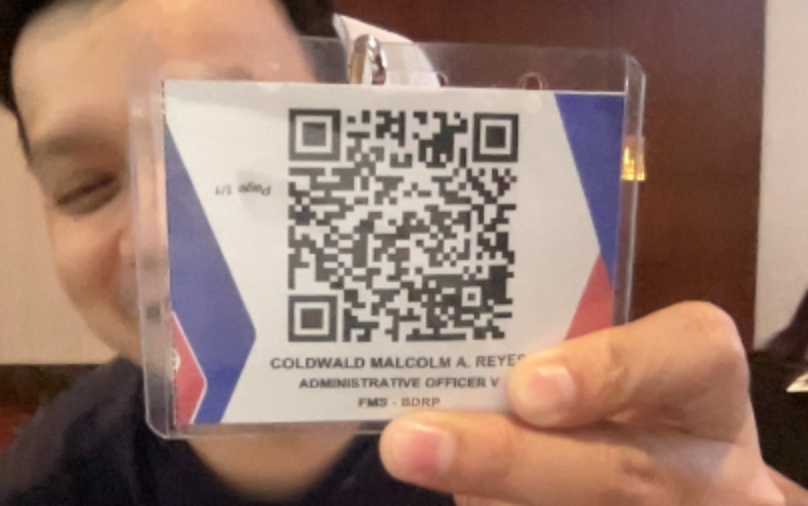 Page 1/1
COLDWALD MALCOLM A. REYES
ADMINISTRATIVE OFFICER V
FMS - BDRP